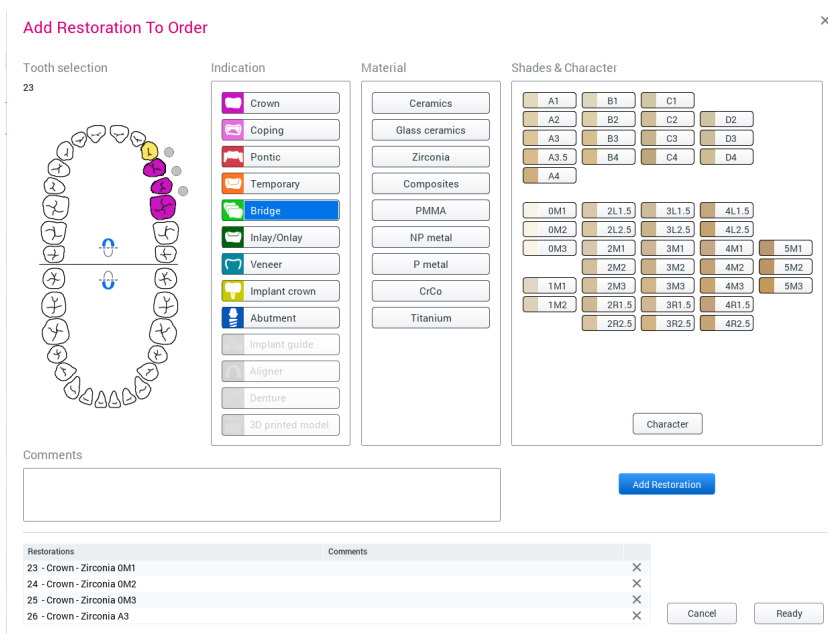 Add Restoration To Order
Tooth selection
Indication
Material
Shades & Character
23
Crown
Coping
Pontic
Temporary
Bridge
Inlay/Onlay
Veneer
Implant crown
Abutment
Implant guide
Aligner
Denture
3D printed model
Ceramics
Glass ceramics
Zirconia
Composites
PMMA
NP metal
P metal
CrCo
Titanium
A1 B1 C1
A2 B2 C2 D2
A3 B3 C3 D3
A3.5 B4 C4 D4
A4
0M1 2L1.5 3L1.5 4L1.5
0M2 2L2.5 3L2.5 4L2.5
0M3 2M1 3M1 4M1 5M1
2M2 3M2 4M2 5M2
1M1 2M3 3M3 4M3 5M3
1M2 2R1.5 3R1.5 4R1.5
2R2.5 3R2.5 4R2.5
Character
Comments
Add Restoration
Restorations Comments
23 - Crown - Zirconia 0M1
24 - Crown - Zirconia 0M2
25 - Crown - Zirconia 0M3
26 - Crown - Zirconia A3
Cancel
Ready